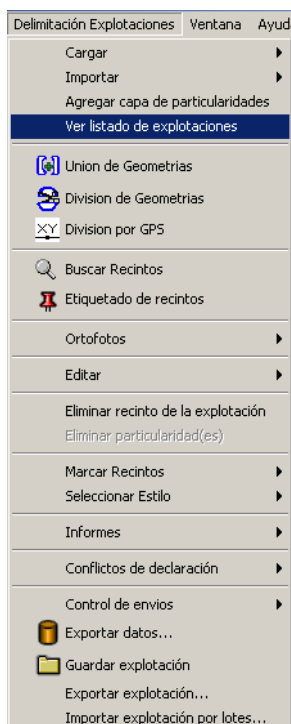 Delimitación Explotaciones Ventana Ayud
Cargar
Importar
Agregar capa de particularidades
Ver listado de explotaciones
Union de Geometrias
Division de Geometrias
XY Division por GPS
Buscar Recintos
Etiquetado de recintos
Ortofotos
Editar
Eliminar recinto de la explotación
Eliminar particularidad(es)
Marcar Recintos
Seleccionar Estilo
Informes
Conflictos de declaración
Control de envios
Exportar datos...
Guardar explotación
Exportar explotación...
Importar explotación por lotes...